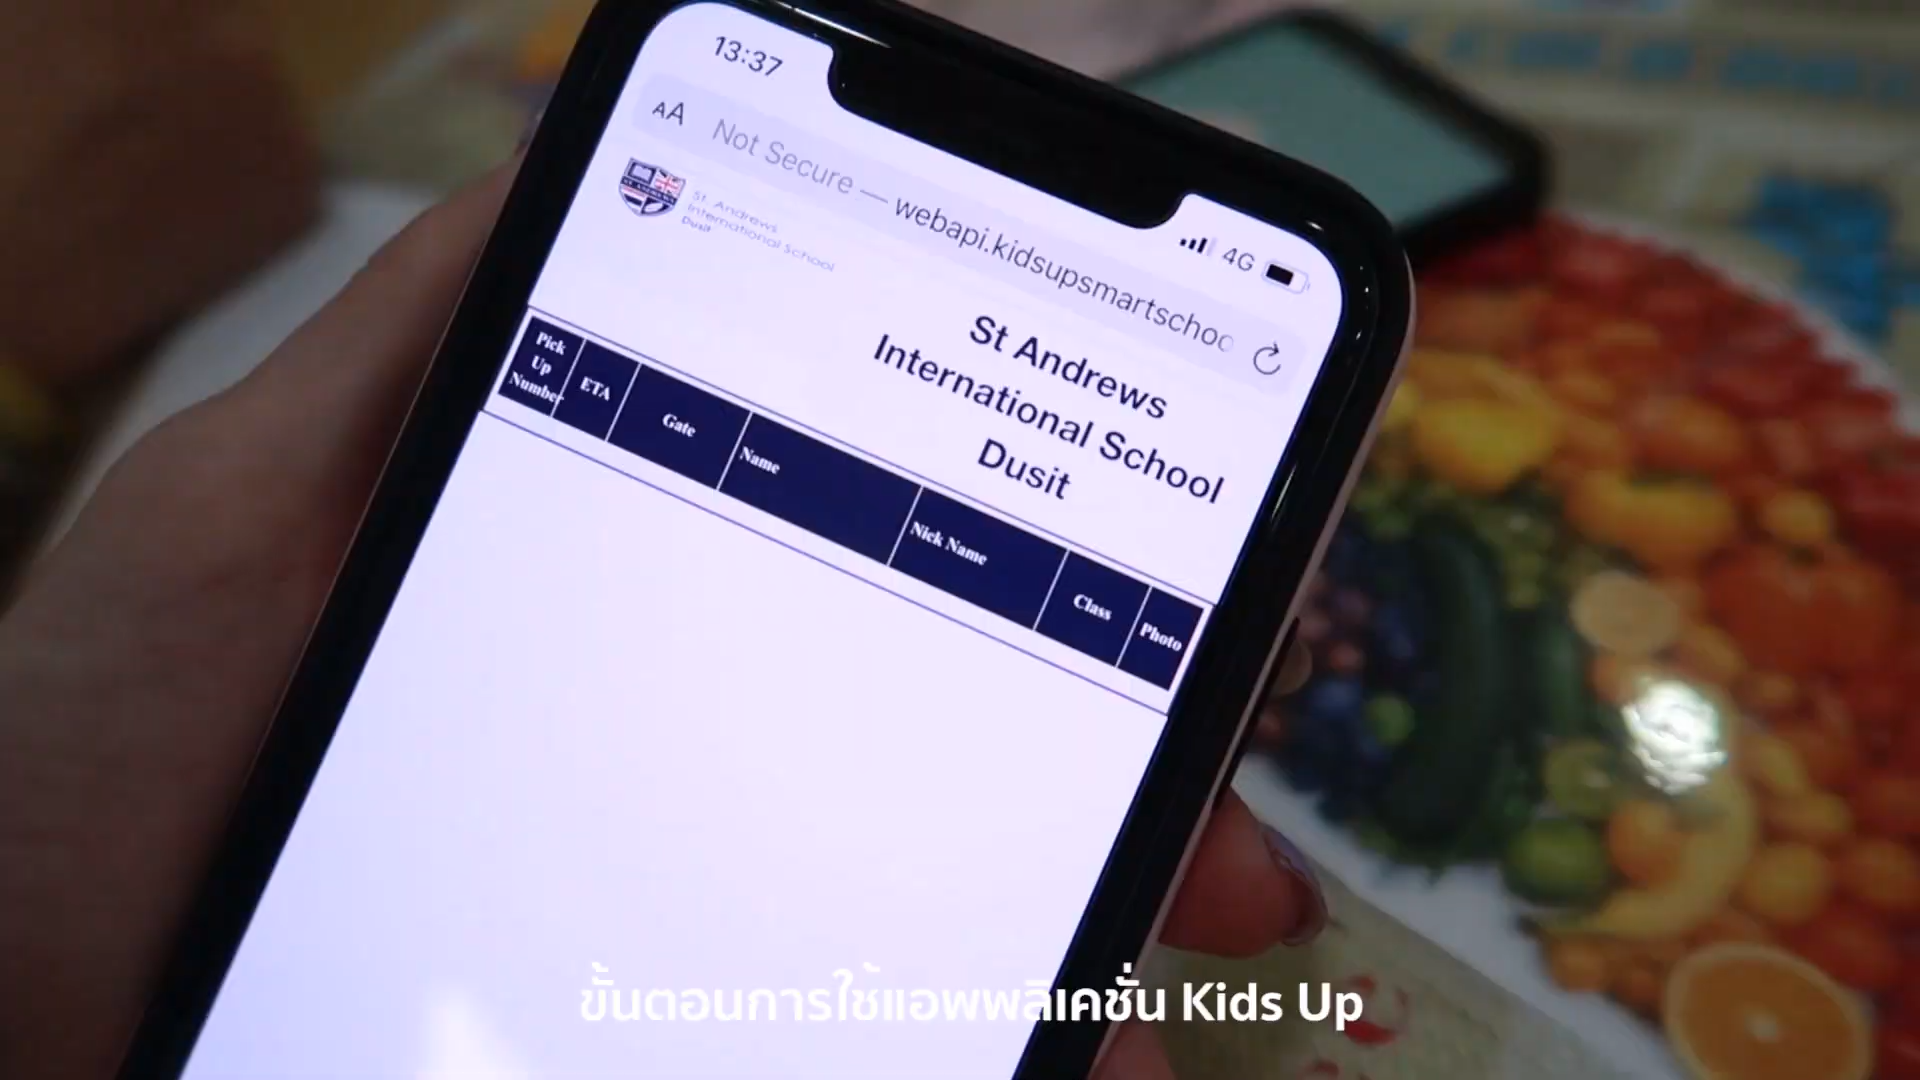 13:37
4G
AA Not Secure — webapi.kidsupsmartschoo
St. Andrews
International School
Dusit
St Andrews
International School
Dusit
Pick
Up
Number
ETA
Gate
Name
Nick Name
Class
Photo
ขั้นตอนการใช้แอพพลิเคชั่น Kids Up